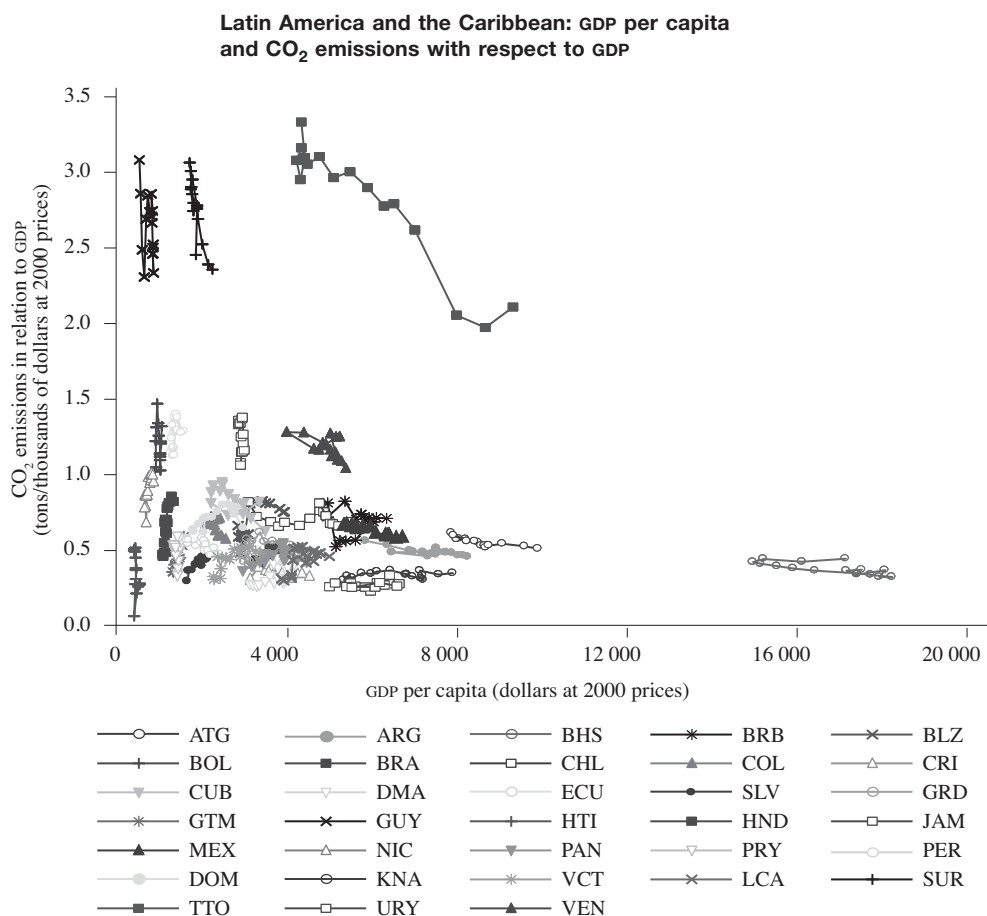 Latin America and the Caribbean: GDP per capita
and CO₂ emissions with respect to GDP
CO₂ emissions in relation to GDP
(tons/thousands of dollars at 2000 prices)
3.5
3.0
2.5
2.0
1.5
1.0
0.5
0.0
0 4 000 8 000 12 000 16 000 20 000
GDP per capita (dollars at 2000 prices)
ATG ARG BHS BRB BLZ
BOL BRA CHL COL CRI
CUB DMA ECU SLV GRD
GTM GUY HTI HND JAM
MEX NIC PAN PRY PER
DOM KNA VCT LCA SUR
TTO URY VEN